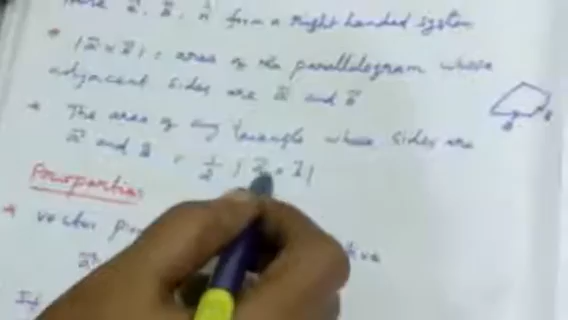 form a right handed system
* |a⃗ × b⃗| = area of the parallelogram whose
adjacent sides are a⃗ and b⃗
* The area of any triangle whose sides are
a⃗ and b⃗ = 1/2 |a⃗ × b⃗|
Properties
* vector